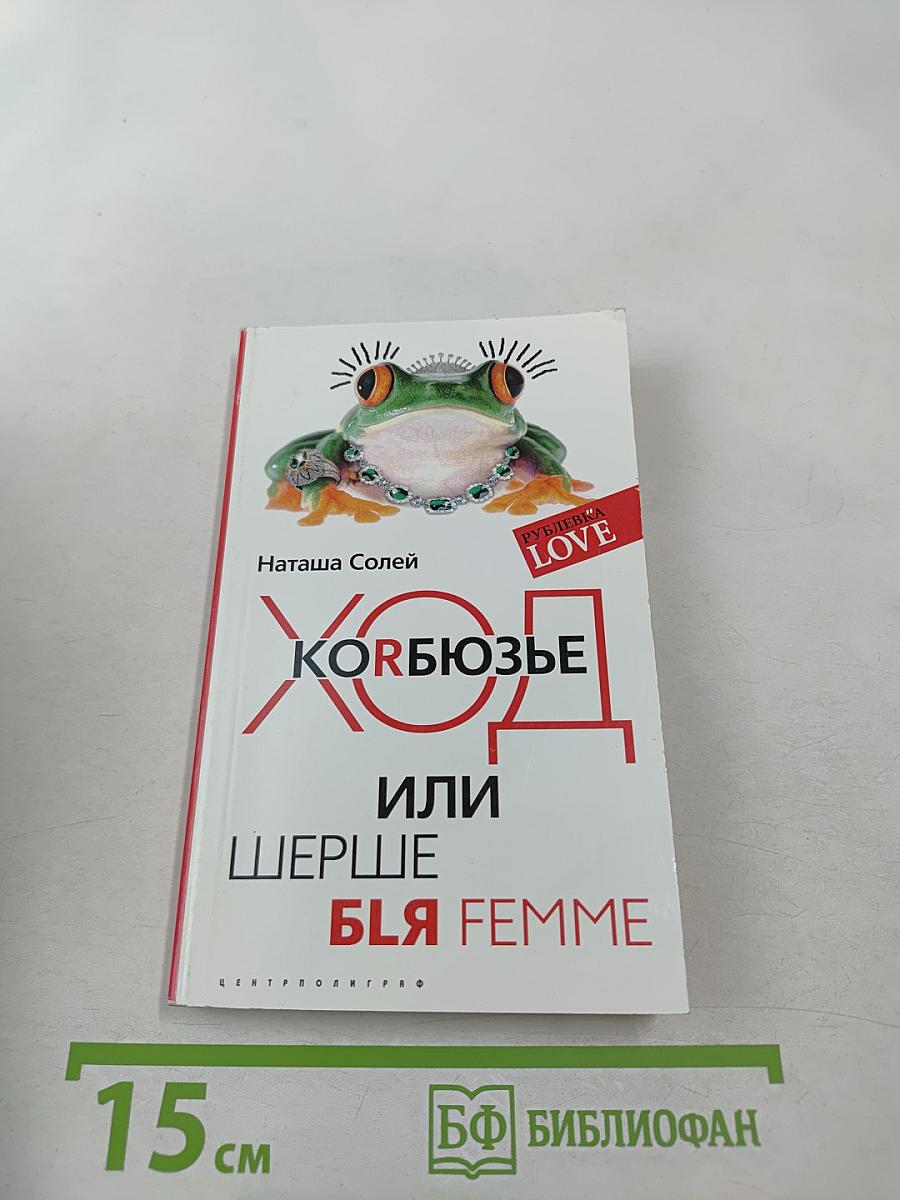 РУБЛЕВКА
LOVE
Наташа Солей
ХОД
КОRБЮЗЬЕ
ИЛИ
ШЕРШЕ
БLЯ FEMME
ЦЕНТРПОЛИГРАФ
15 см
БФ БИБЛИОФАН